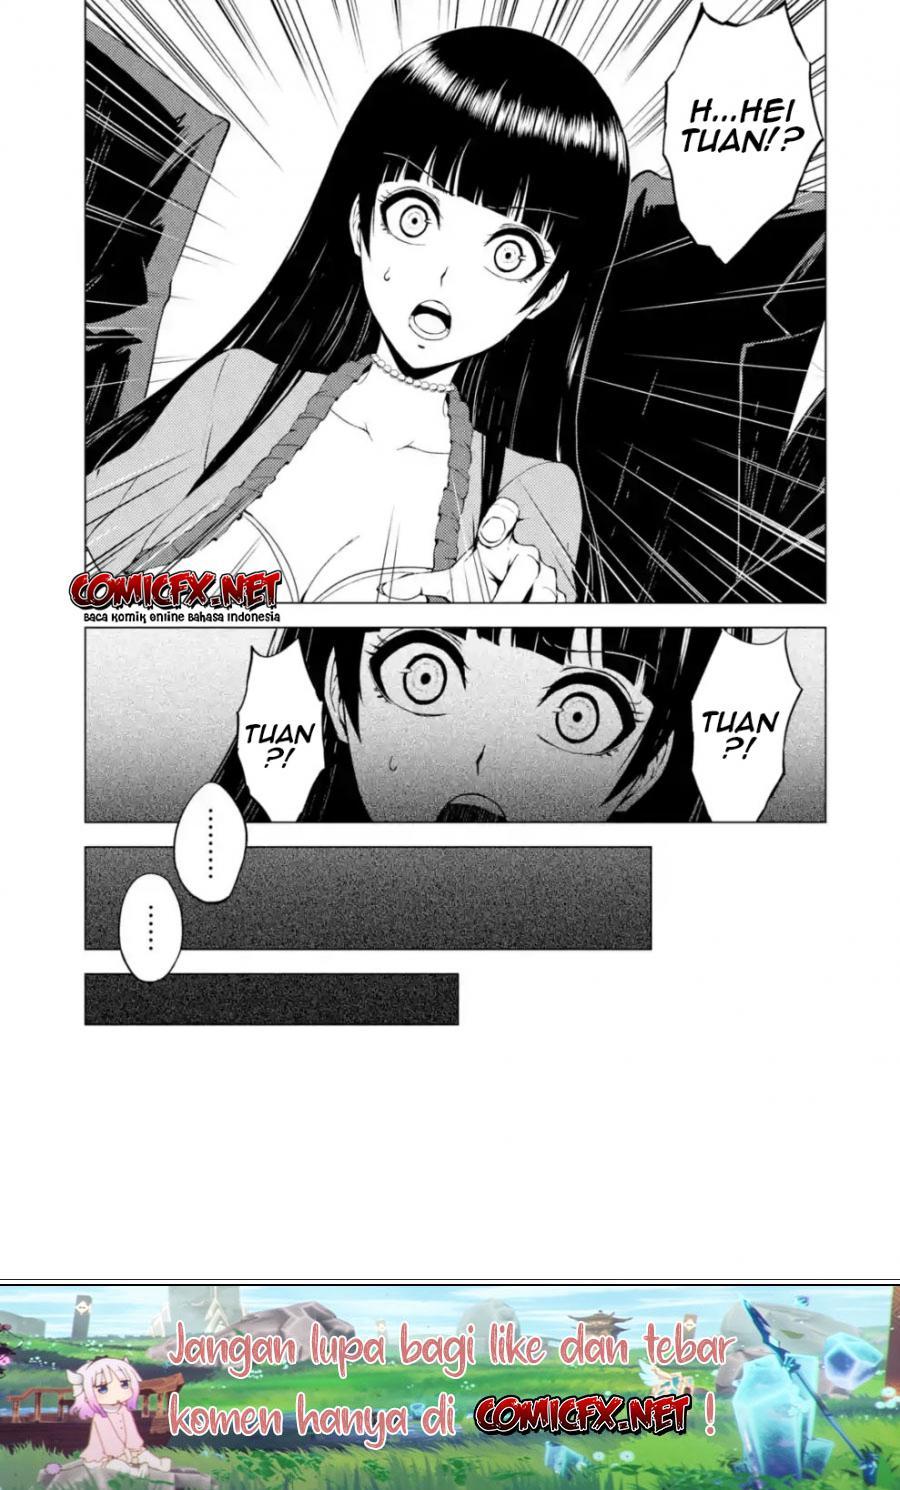 H...HEI
TUAN!?
COMICFX.NET
Baca Komik Online Bahasa Indonesia
TUAN
?!
TUAN
?!
........
.....
Jangan lupa bagi like dan tebar
komen hanya di COMICFX.NET !